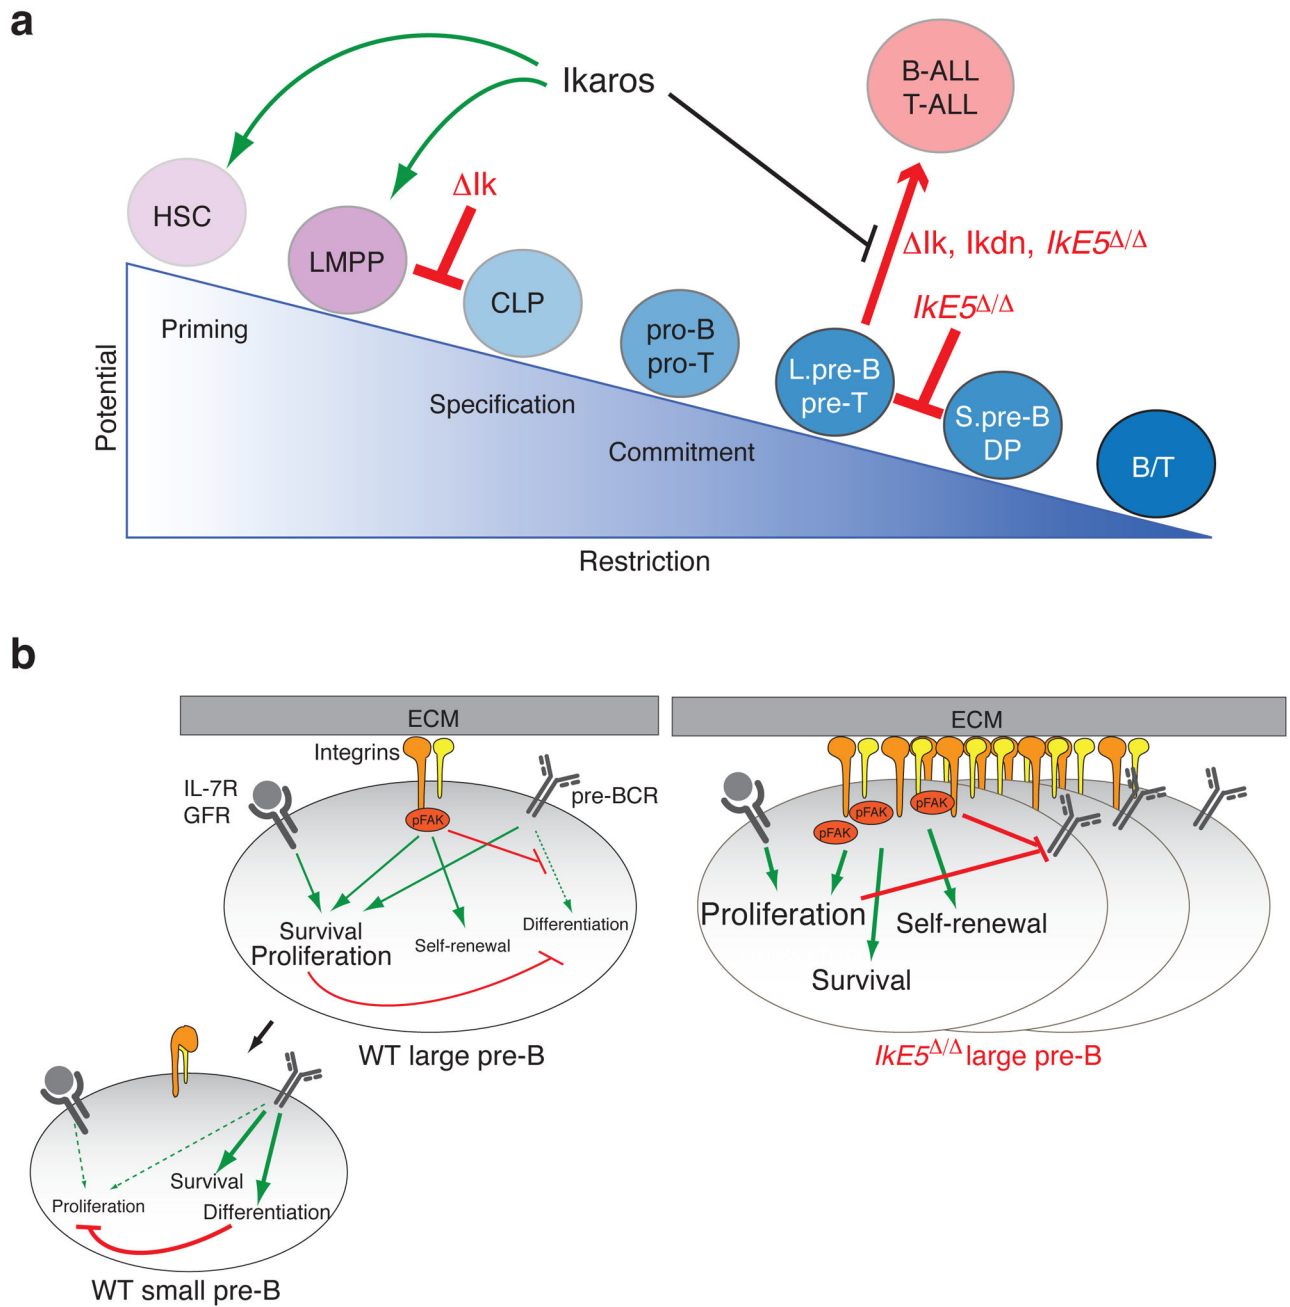 a
Ikaros
B-ALL
T-ALL
HSC
ΔIk
LMPP
CLP
ΔIk, Ikdn, IkE5Δ/Δ
IkE5Δ/Δ
pro-B
pro-T
L.pre-B
pre-T
S.pre-B
DP
B/T
Priming
Specification
Commitment
Potential
Restriction
b
ECM
Integrins
IL-7R
GFR
pre-BCR
pFAK
Survival
Proliferation
Self-renewal
Differentiation
WT large pre-B
ECM
pFAK
pFAK
pFAK
Proliferation
Self-renewal
Survival
IkE5Δ/Δ large pre-B
Survival
Proliferation
Differentiation
WT small pre-B